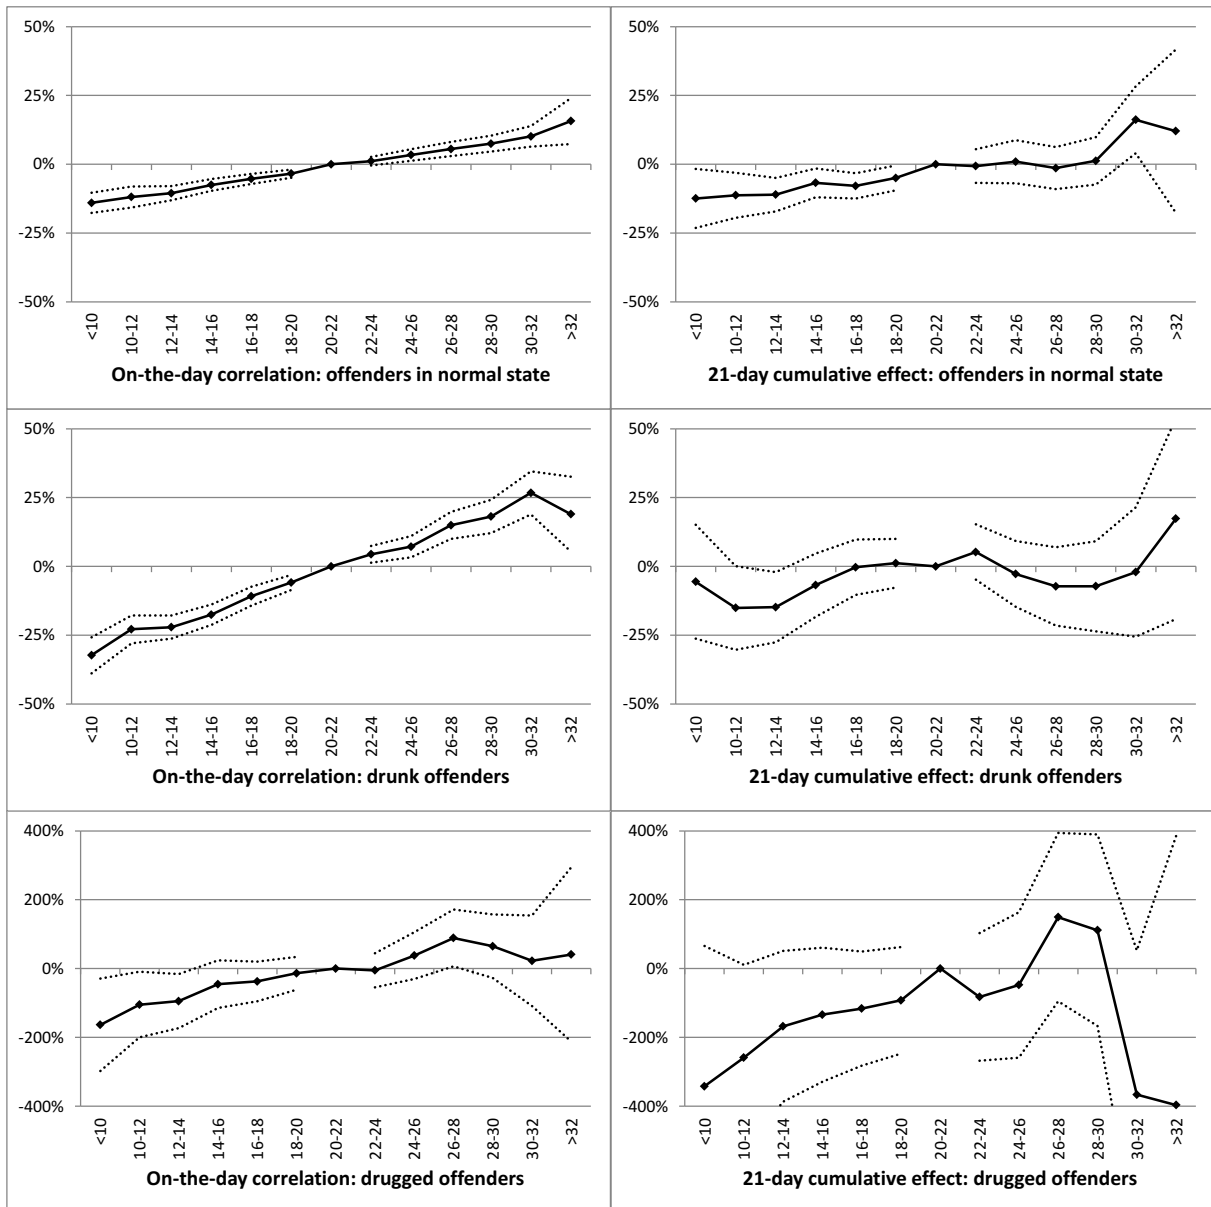 50%
25%
0%
-25%
-50%
<10 10-12 12-14 14-16 16-18 18-20 20-22 22-24 24-26 26-28 28-30 30-32 >32
On-the-day correlation: offenders in normal state
50%
25%
0%
-25%
-50%
<10 10-12 12-14 14-16 16-18 18-20 20-22 22-24 24-26 26-28 28-30 30-32 >32
21-day cumulative effect: offenders in normal state
50%
25%
0%
-25%
-50%
<10 10-12 12-14 14-16 16-18 18-20 20-22 22-24 24-26 26-28 28-30 30-32 >32
On-the-day correlation: drunk offenders
50%
25%
0%
-25%
-50%
<10 10-12 12-14 14-16 16-18 18-20 20-22 22-24 24-26 26-28 28-30 30-32 >32
21-day cumulative effect: drunk offenders
400%
200%
0%
-200%
-400%
<10 10-12 12-14 14-16 16-18 18-20 20-22 22-24 24-26 26-28 28-30 30-32 >32
On-the-day correlation: drugged offenders
400%
200%
0%
-200%
-400%
<10 10-12 12-14 14-16 16-18 18-20 20-22 22-24 24-26 26-28 28-30 30-32 >32
21-day cumulative effect: drugged offenders